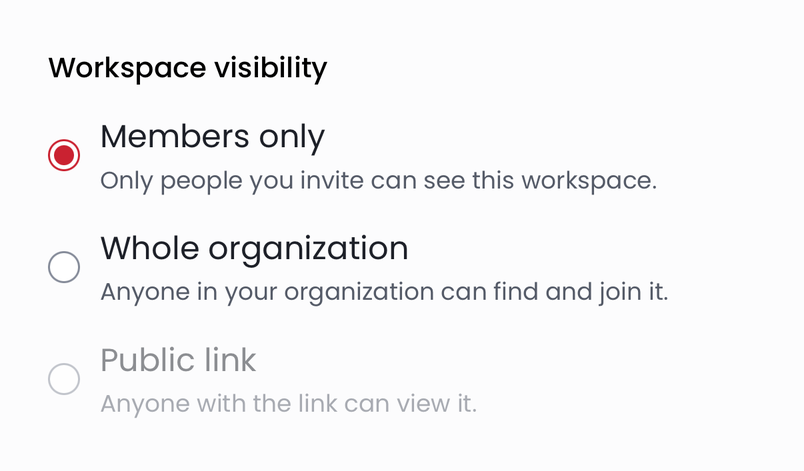 Workspace visibility
Members only
Only people you invite can see this workspace.
Whole organization
Anyone in your organization can find and join it.
Public link
Anyone with the link can view it.